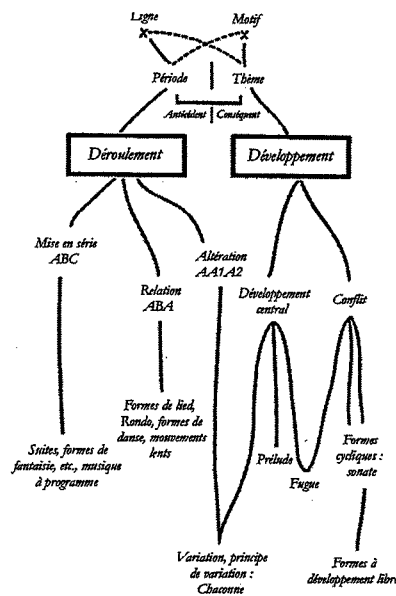 Ligne
Motif
Période
Thème
Antécédent
Conséquent
Déroulement
Développement
Mise en série
ABC
Altération
AA1A2
Relation
ABA
Développement
central
Conflit
Formes de lied,
Rondo, formes de
danse, mouvements
lents
Suites, formes de
fantaisie, etc., musique
à programme
Prélude
Fugue
Formes
cycliques :
sonate
Variation, principe
de variation :
Chaconne
Formes à
développement libre